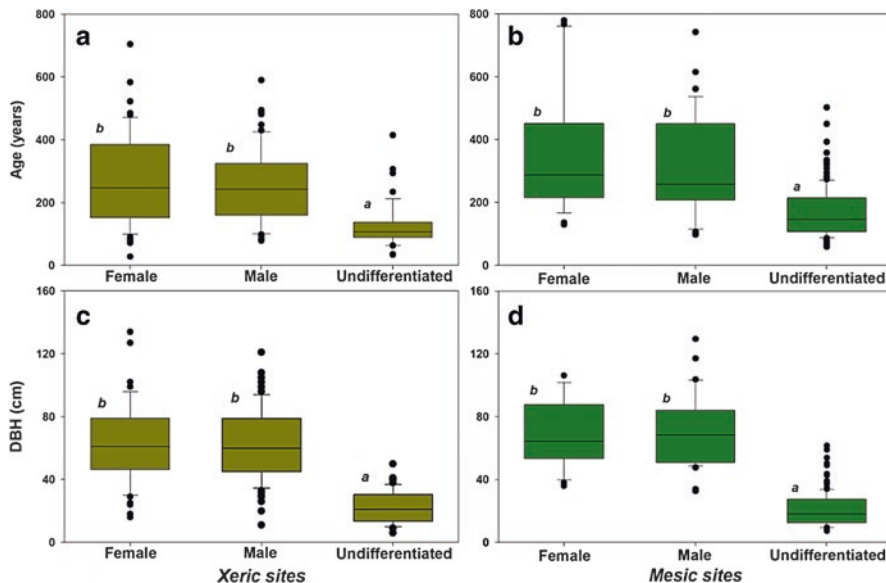 800
600
400
200
0
Age (years)
a
b
b
a
Female
Male
Undifferentiated
800
600
400
200
0
b
b
b
a
Female
Male
Undifferentiated
160
120
80
40
0
DBH (cm)
c
b
b
a
Female
Male
Undifferentiated
Xeric sites
160
120
80
40
0
d
b
b
a
Female
Male
Undifferentiated
Mesic sites